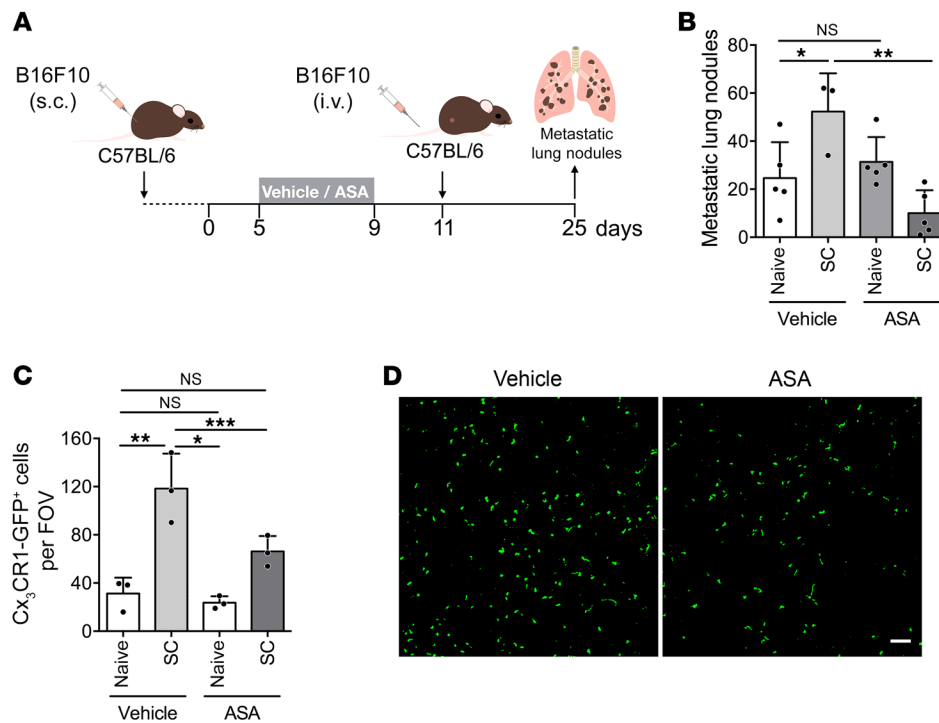 A
B16F10
(s.c.)
C57BL/6
B16F10
(i.v.)
C57BL/6
Metastatic
lung nodules
Vehicle / ASA
0 5 9 11 25 days
B
Metastatic lung nodules
80
60
40
20
0
NS
* **
Naive SC Naive SC
Vehicle ASA
C
Cx₃CR1-GFP⁺ cells
per FOV
160
120
80
40
0
NS
NS
***
** *
Naive SC Naive SC
Vehicle ASA
D
Vehicle ASA